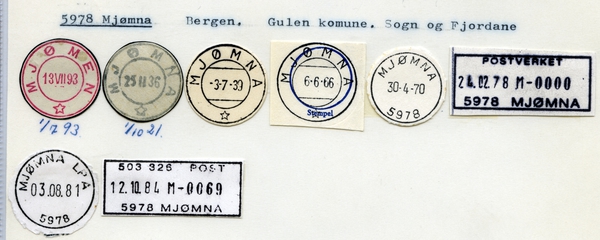 5978 Mjømna Bergen. Gulen komune. Sogn og Fjordane
MJØMEN
13 VII 93
1/7 93.
MJØMNA
25 II 36
1/10 21.
MJØMNA
-3-7-39
MJØMNA
6-6-66
Stempel
MJØMNA
30-4-70
5978
POSTVERKET
24.02.78 M-0000
5978 MJØMNA
MJØMNA LPA
03.08.81
5978
503 326 POST
12.10.84 M-0069
5978 MJØMNA